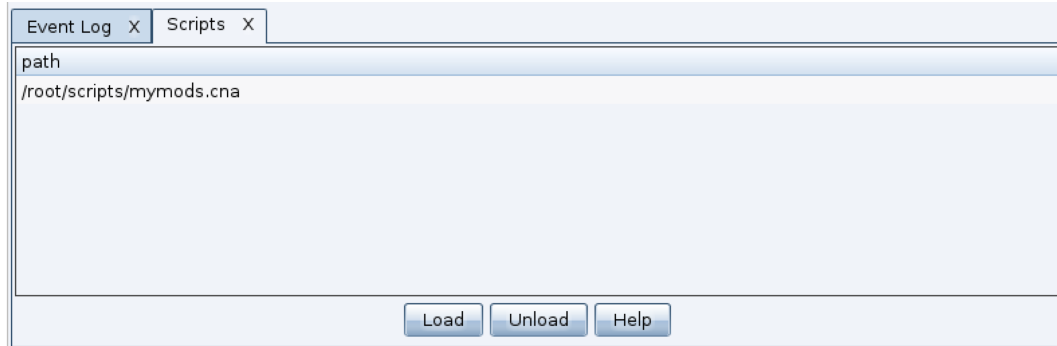 Event Log X Scripts X
path
/root/scripts/mymods.cna
Load Unload Help